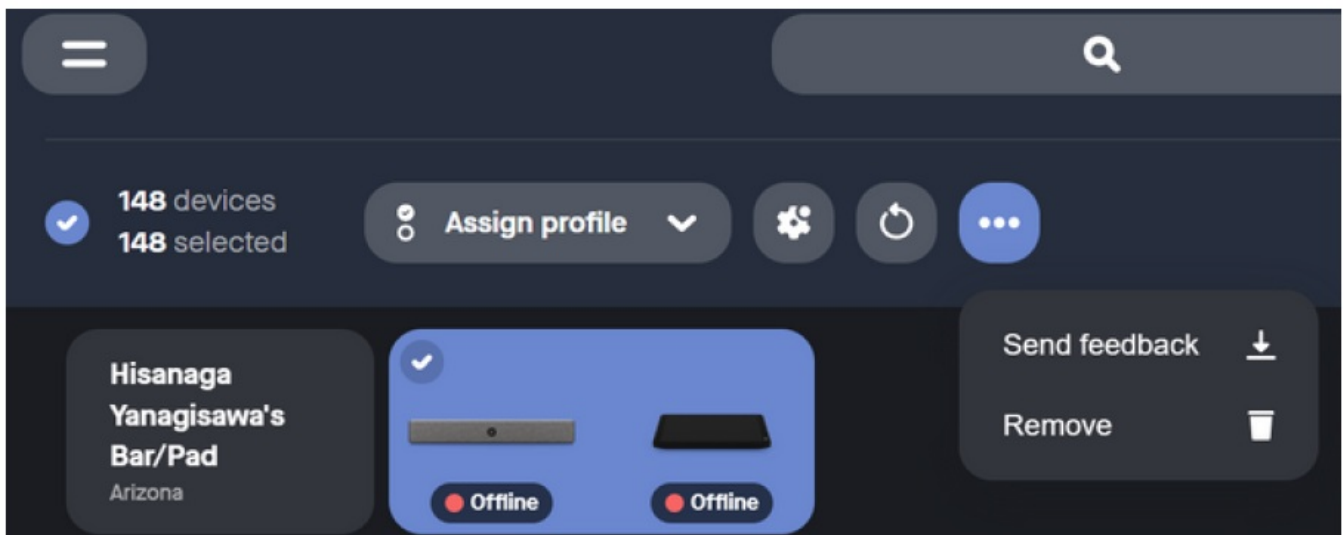 148 devices
148 selected
Assign profile
Send feedback
Remove
Hisanaga
Yanagisawa's
Bar/Pad
Arizona
Offline
Offline